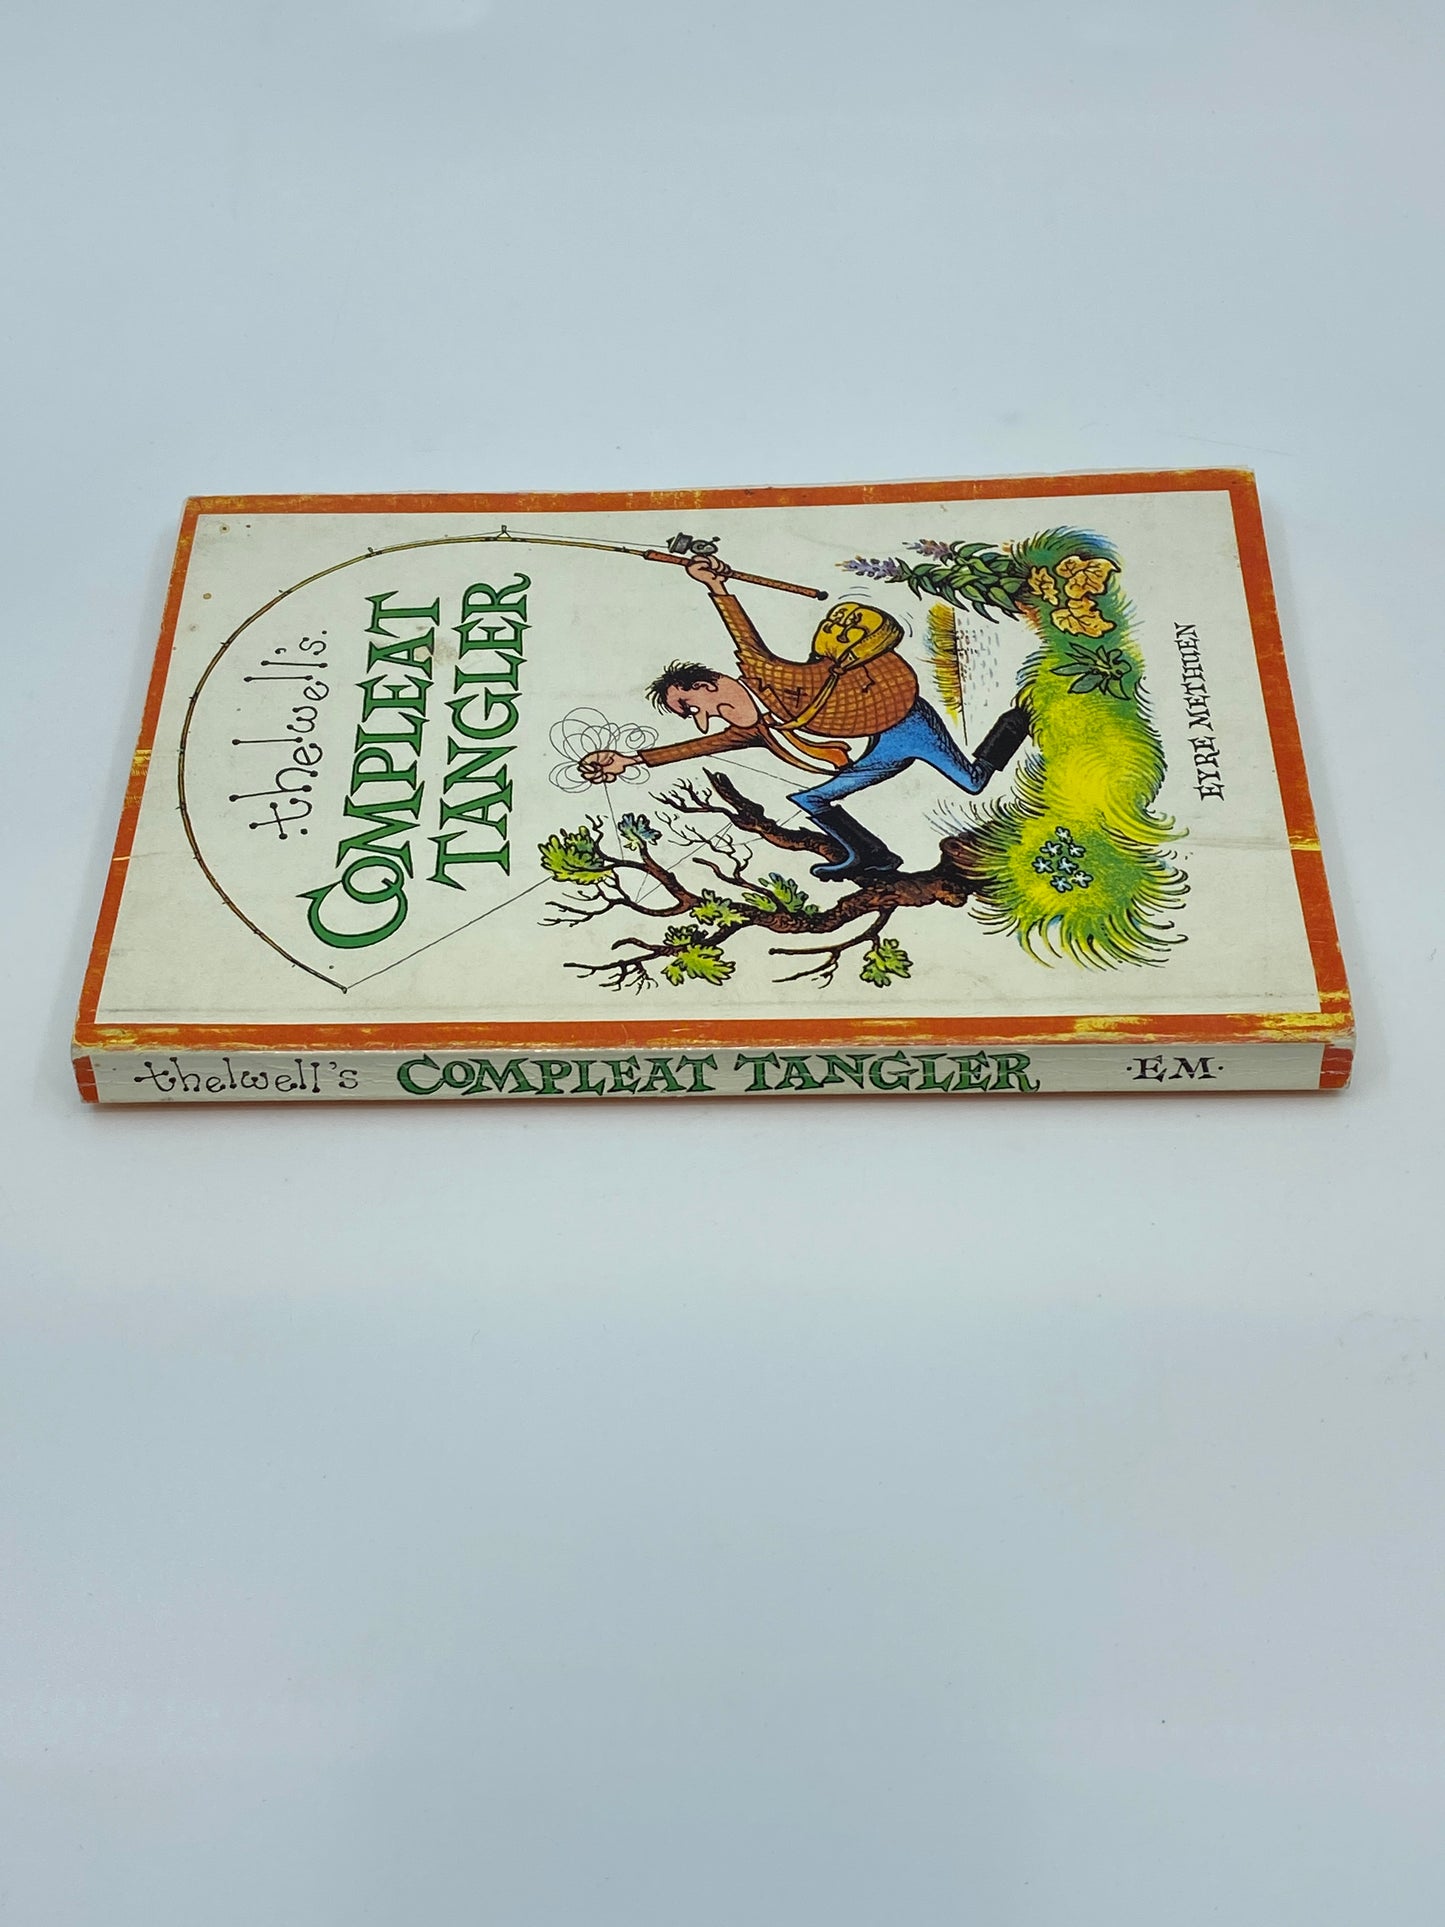 thelwell's.
COMPLEAT
TANGLER
EYRE METHUEN
thelwell's COMPLEAT TANGLER ·EM·